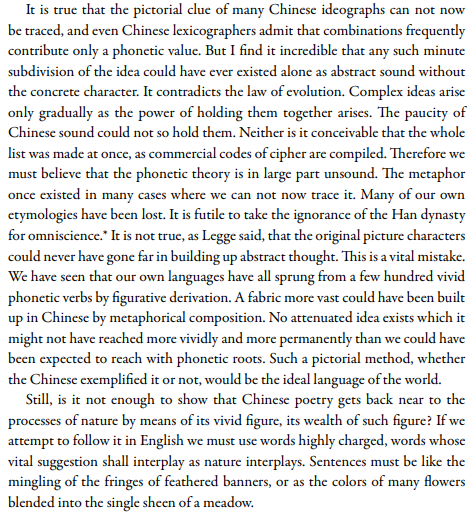 It is true that the pictorial clue of many Chinese ideographs can not now
be traced, and even Chinese lexicographers admit that combinations frequently
contribute only a phonetic value. But I find it incredible that any such minute
subdivision of the idea could have ever existed alone as abstract sound without
the concrete character. It contradicts the law of evolution. Complex ideas arise
only gradually as the power of holding them together arises. The paucity of
Chinese sound could not so hold them. Neither is it conceivable that the whole
list was made at once, as commercial codes of cipher are compiled. Therefore we
must believe that the phonetic theory is in large part unsound. The metaphor
once existed in many cases where we can not now trace it. Many of our own
etymologies have been lost. It is futile to take the ignorance of the Han dynasty
for omniscience.* It is not true, as Legge said, that the original picture characters
could never have gone far in building up abstract thought. This is a vital mistake.
We have seen that our own languages have all sprung from a few hundred vivid
phonetic verbs by figurative derivation. A fabric more vast could have been built
up in Chinese by metaphorical composition. No attenuated idea exists which it
might not have reached more vividly and more permanently than we could have
been expected to reach with phonetic roots. Such a pictorial method, whether
the Chinese exemplified it or not, would be the ideal language of the world.
Still, is it not enough to show that Chinese poetry gets back near to the
processes of nature by means of its vivid figure, its wealth of such figure? If we
attempt to follow it in English we must use words highly charged, words whose
vital suggestion shall interplay as nature interplays. Sentences must be like the
mingling of the fringes of feathered banners, or as the colors of many flowers
blended into the single sheen of a meadow.